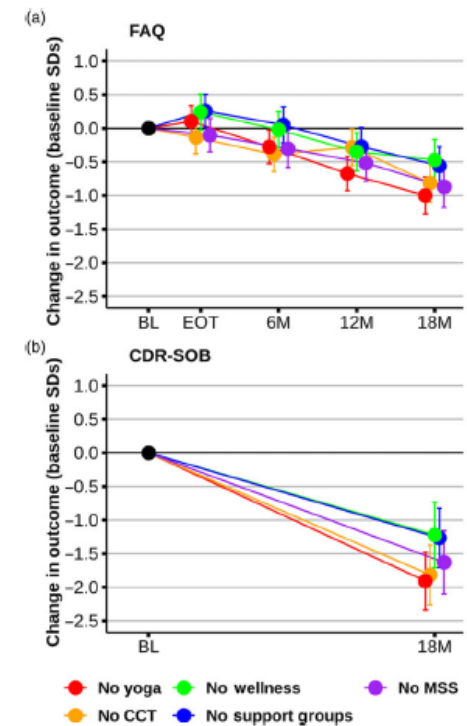 (a)
FAQ
Change in outcome (baseline SDs)
1.0
0.5
0.0
−0.5
−1.0
−1.5
−2.0
−2.5
BL EOT 6M 12M 18M
(b)
CDR-SOB
Change in outcome (baseline SDs)
1.0
0.5
0.0
−0.5
−1.0
−1.5
−2.0
−2.5
BL 18M
No yoga No wellness No MSS
No CCT No support groups